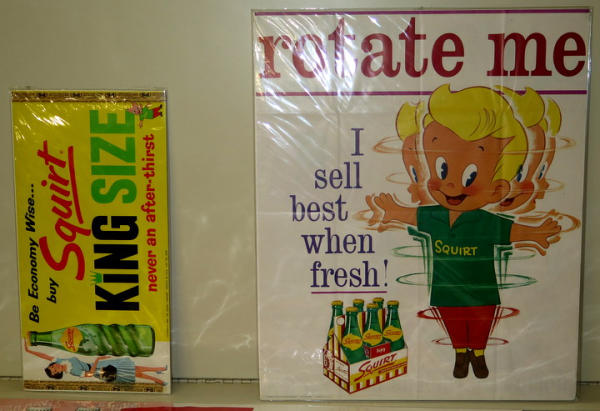 Be Economy Wise...
buy Squirt
KING SIZE
never an after-thirst
Squirt
rotate me
I
sell
best
when
fresh!
SQUIRT
SQUIRT